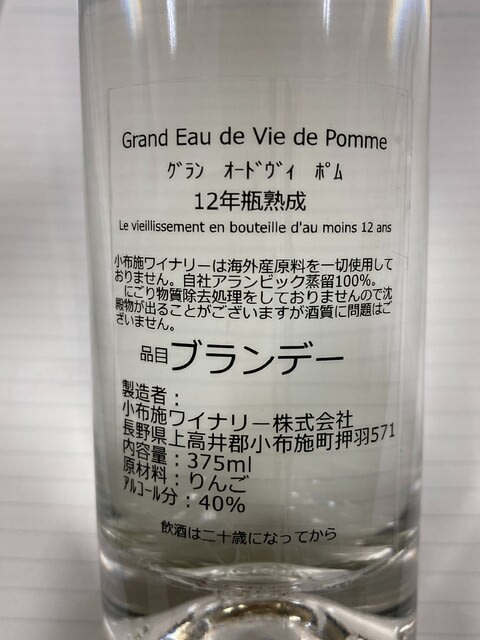 Grand Eau de Vie de Pomme
ｸﾞﾗﾝ ｵｰﾄﾞｳﾞｨ ﾎﾟﾑ
12年瓶熟成
Le vieillissement en bouteille d'au moins 12 ans
小布施ワイナリーは海外産原料を一切使用して
おりません。自社アランビック蒸留100%。
にごり物質除去処理をしておりませんので沈
殿物が出ることがございますが酒質に問題はご
ざいません。
品目ブランデー
製造者：
小布施ワイナリー株式会社
長野県上高井郡小布施町押羽571
内容量：375ml
原材料：りんご
ｱﾙｺｰﾙ分：40%
飲酒は二十歳になってから